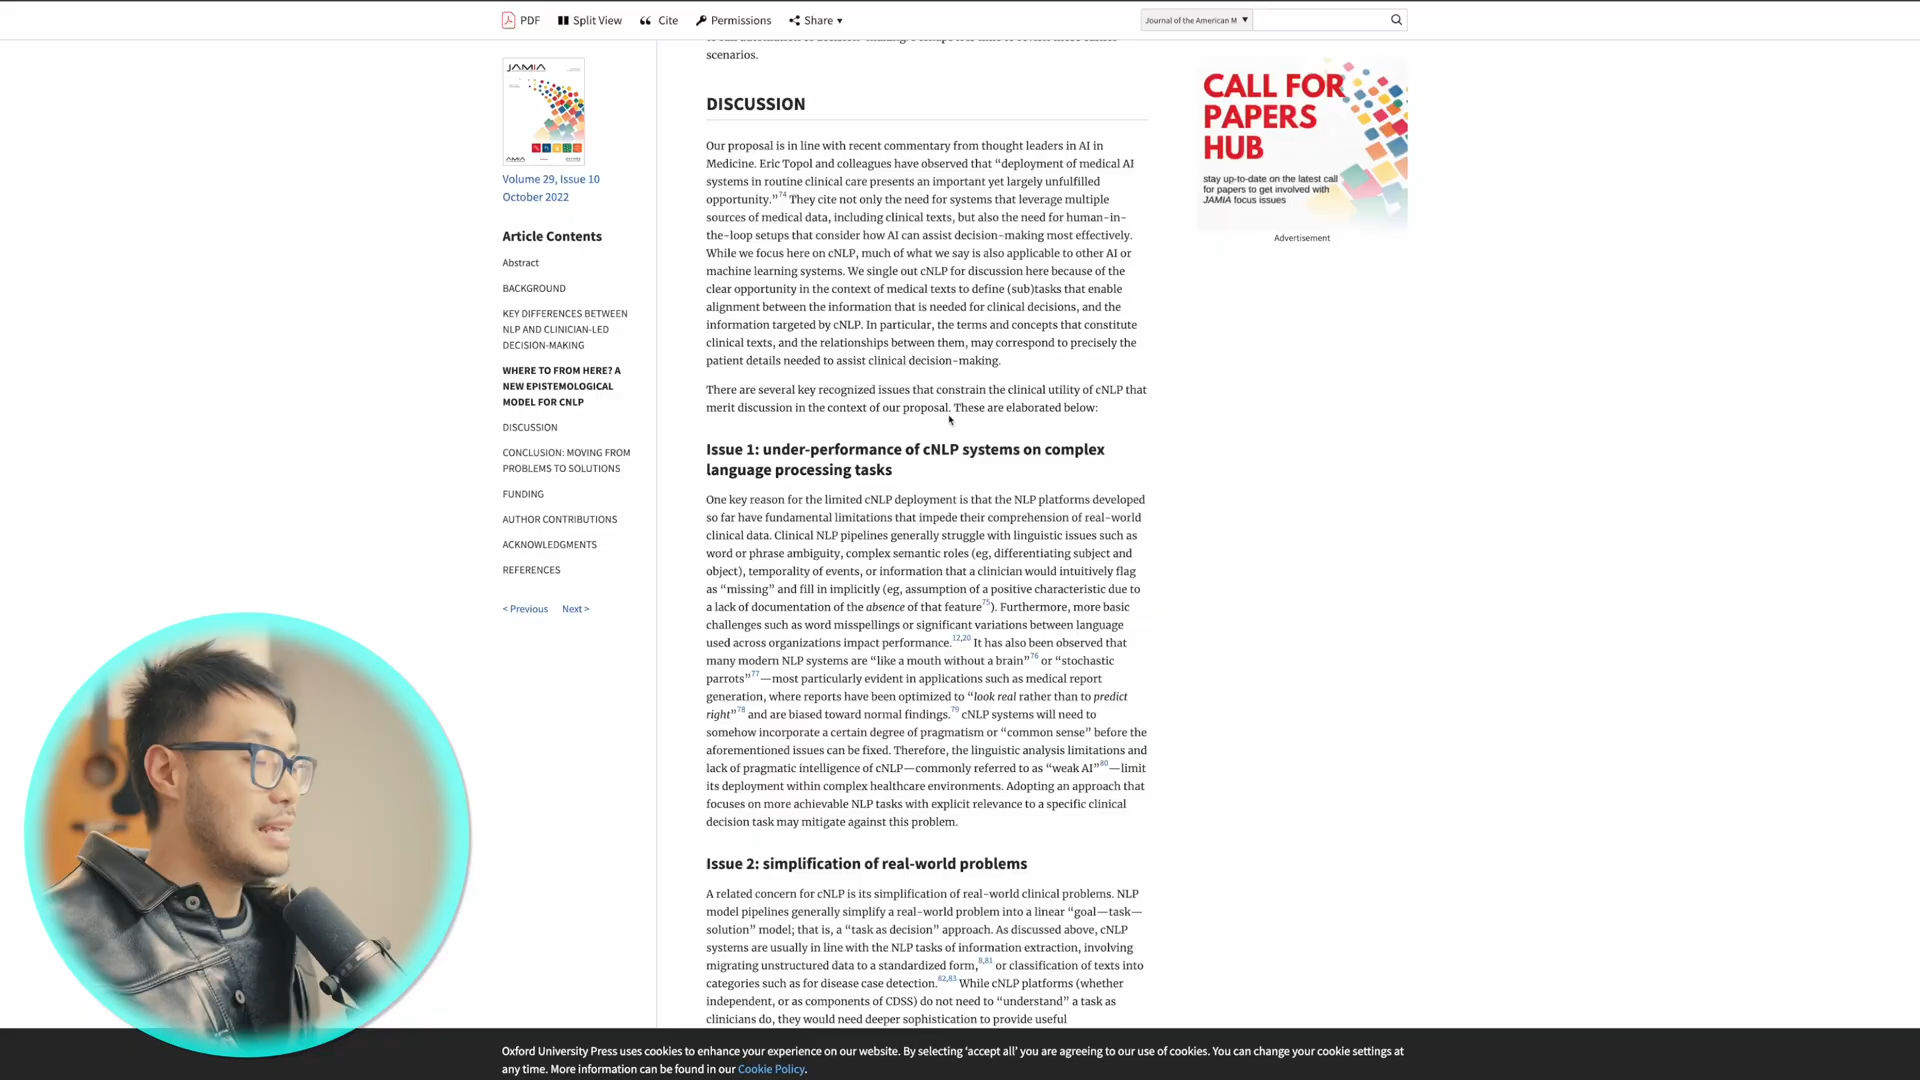 PDF Split View Cite Permissions Share ▾
Journal of the American M ▼
scenarios.
JAMIA
Volume 29, Issue 10
October 2022
Article Contents
Abstract
BACKGROUND
KEY DIFFERENCES BETWEEN
NLP AND CLINICIAN-LED
DECISION-MAKING
WHERE TO FROM HERE? A
NEW EPISTEMOLOGICAL
MODEL FOR CNLP
DISCUSSION
CONCLUSION: MOVING FROM
PROBLEMS TO SOLUTIONS
FUNDING
AUTHOR CONTRIBUTIONS
ACKNOWLEDGMENTS
REFERENCES
< Previous Next >
DISCUSSION
Our proposal is in line with recent commentary from thought leaders in AI in
Medicine. Eric Topol and colleagues have observed that “deployment of medical AI
systems in routine clinical care presents an important yet largely unfulfilled
opportunity.”74 They cite not only the need for systems that leverage multiple
sources of medical data, including clinical texts, but also the need for human-in-
the-loop setups that consider how AI can assist decision-making most effectively.
While we focus here on cNLP, much of what we say is also applicable to other AI or
machine learning systems. We single out cNLP for discussion here because of the
clear opportunity in the context of medical texts to define (sub)tasks that enable
alignment between the information that is needed for clinical decisions, and the
information targeted by cNLP. In particular, the terms and concepts that constitute
clinical texts, and the relationships between them, may correspond to precisely the
patient details needed to assist clinical decision-making.
There are several key recognized issues that constrain the clinical utility of cNLP that
merit discussion in the context of our proposal. These are elaborated below:
Issue 1: under-performance of cNLP systems on complex
language processing tasks
One key reason for the limited cNLP deployment is that the NLP platforms developed
so far have fundamental limitations that impede their comprehension of real-world
clinical data. Clinical NLP pipelines generally struggle with linguistic issues such as
word or phrase ambiguity, complex semantic roles (eg, differentiating subject and
object), temporality of events, or information that a clinician would intuitively flag
as “missing” and fill in implicitly (eg, assumption of a positive characteristic due to
a lack of documentation of the absence of that feature75). Furthermore, more basic
challenges such as word misspellings or significant variations between language
used across organizations impact performance.12,20 It has also been observed that
many modern NLP systems are “like a mouth without a brain”76 or “stochastic
parrots”77—most particularly evident in applications such as medical report
generation, where reports have been optimized to “look real rather than to predict
right”78 and are biased toward normal findings.79 cNLP systems will need to
somehow incorporate a certain degree of pragmatism or “common sense” before the
aforementioned issues can be fixed. Therefore, the linguistic analysis limitations and
lack of pragmatic intelligence of cNLP—commonly referred to as “weak AI”80—limit
its deployment within complex healthcare environments. Adopting an approach that
focuses on more achievable NLP tasks with explicit relevance to a specific clinical
decision task may mitigate against this problem.
Issue 2: simplification of real-world problems
A related concern for cNLP is its simplification of real-world clinical problems. NLP
model pipelines generally simplify a real-world problem into a linear “goal—task—
solution” model; that is, a “task as decision” approach. As discussed above, cNLP
systems are usually in line with the NLP tasks of information extraction, involving
migrating unstructured data to a standardized form,8,81 or classification of texts into
categories such as for disease case detection.82,83 While cNLP platforms (whether
independent, or as components of CDSS) do not need to “understand” a task as
clinicians do, they would need deeper sophistication to provide useful
CALL FOR
PAPERS
HUB
stay up-to-date on the latest call
for papers to get involved with
JAMIA focus issues
Advertisement
Oxford University Press uses cookies to enhance your experience on our website. By selecting ‘accept all’ you are agreeing to our use of cookies. You can change your cookie settings at
any time. More information can be found in our Cookie Policy.